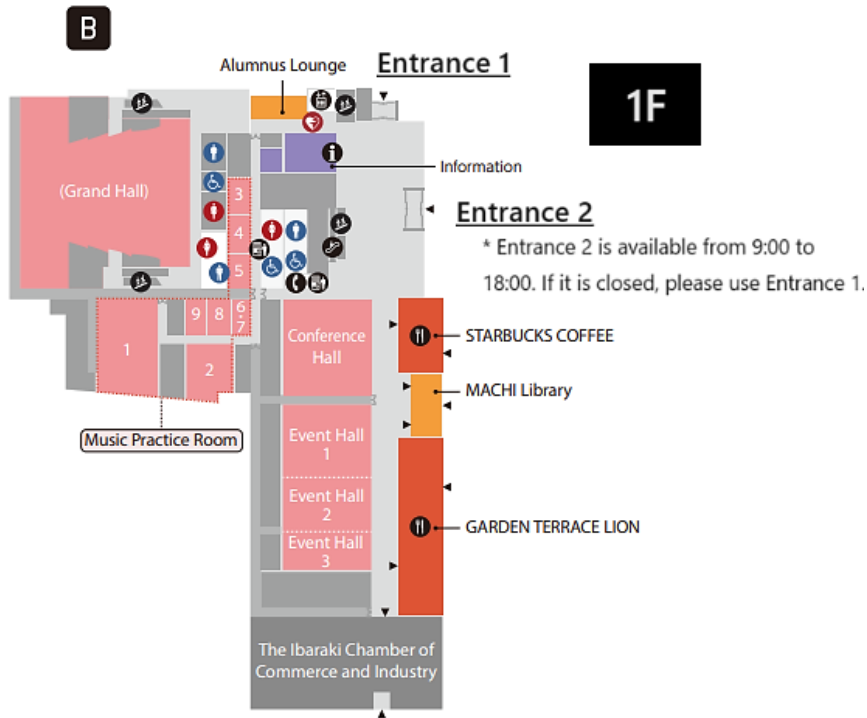 B
Alumnus Lounge
Entrance 1
1F
Information
(Grand Hall)
3
4
5
Entrance 2
* Entrance 2 is available from 9:00 to
18:00. If it is closed, please use Entrance 1.
9
8
6
・
7
1
2
Conference
Hall
STARBUCKS COFFEE
MACHI Library
Music Practice Room
Event Hall
1
Event Hall
2
Event Hall
3
GARDEN TERRACE LION
The Ibaraki Chamber of
Commerce and Industry